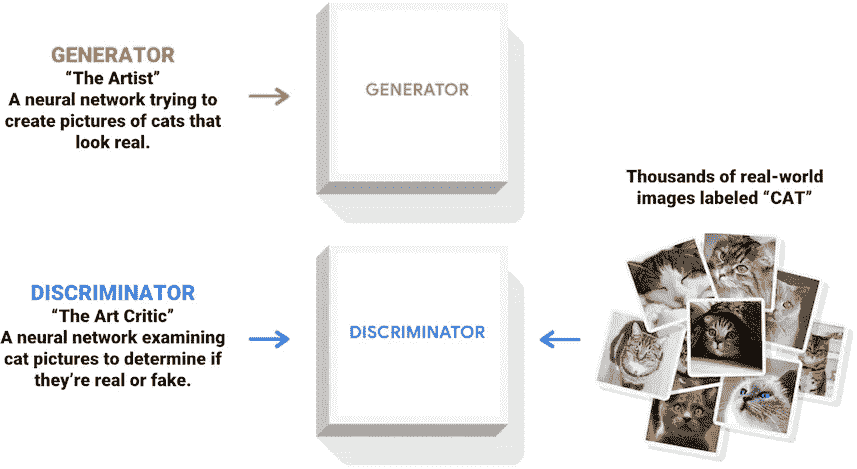 GENERATOR
“The Artist”
A neural network trying to
create pictures of cats that
look real.
GENERATOR
Thousands of real-world
images labeled “CAT”
DISCRIMINATOR
“The Art Critic”
A neural network examining
cat pictures to determine if
they’re real or fake.
DISCRIMINATOR